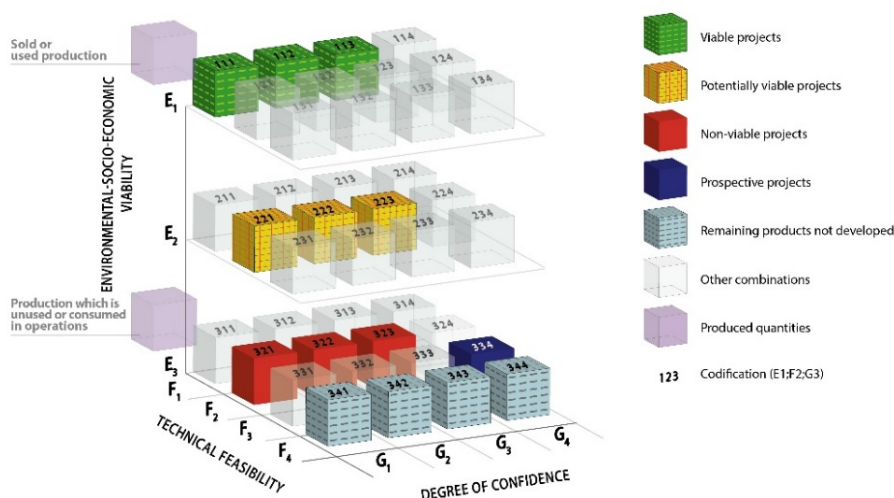 Sold or
used production
ENVIRONMENTAL-SOCIO-ECONOMIC
VIABILITY
Production which is
unused or consumed
in operations
E1
111 112 113 114
123 124
131 132 133 134
E2
211 212 213 214
221 222 223 224
231 232 233 234
E3
311 312 313 314
321 322 323 324
331 332 333 334
341 342 343 344
F1
F2
F3
F4
TECHNICAL FEASIBILITY
G1 G2 G3 G4
DEGREE OF CONFIDENCE
Viable projects
Potentially viable projects
Non-viable projects
Prospective projects
Remaining products not developed
Other combinations
Produced quantities
123 Codification (E1;F2;G3)